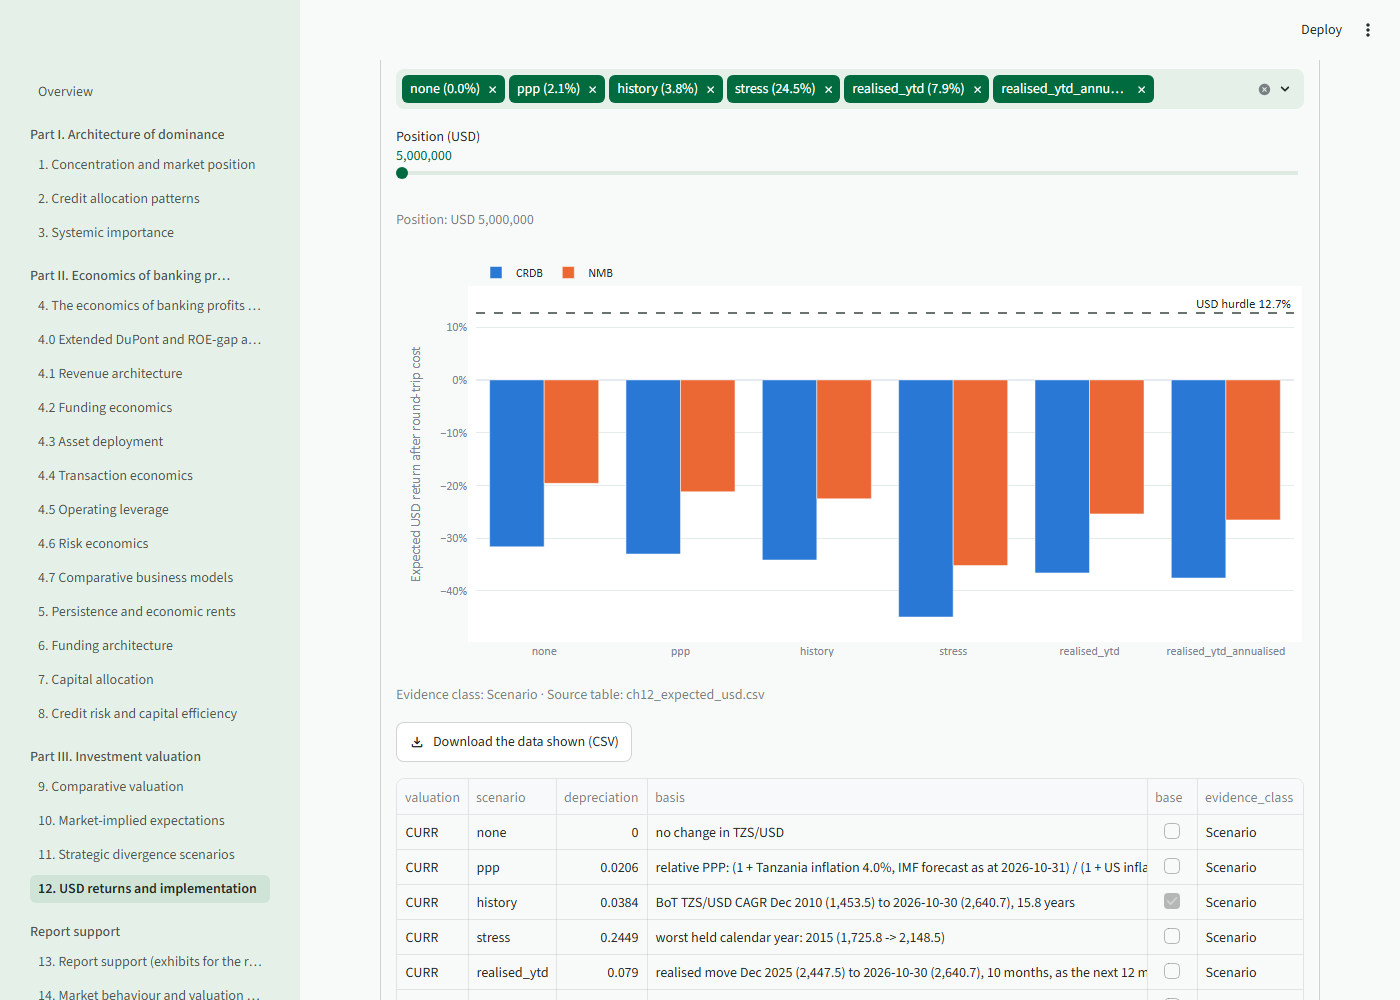 Deploy
Overview
Part I. Architecture of dominance
1. Concentration and market position
2. Credit allocation patterns
3. Systemic importance
Part II. Economics of banking pr…
4. The economics of banking profits …
4.0 Extended DuPont and ROE-gap a…
4.1 Revenue architecture
4.2 Funding economics
4.3 Asset deployment
4.4 Transaction economics
4.5 Operating leverage
4.6 Risk economics
4.7 Comparative business models
5. Persistence and economic rents
6. Funding architecture
7. Capital allocation
8. Credit risk and capital efficiency
Part III. Investment valuation
9. Comparative valuation
10. Market-implied expectations
11. Strategic divergence scenarios
12. USD returns and implementation
Report support
13. Report support (exhibits for the r…
14. Market behaviour and valuation …
none (0.0%) ppp (2.1%) history (3.8%) stress (24.5%) realised_ytd (7.9%) realised_ytd_annu…
Position (USD)
5,000,000
Position: USD 5,000,000
CRDB NMB
USD hurdle 12.7%
Expected USD return after round-trip cost
10%
0%
−10%
−20%
−30%
−40%
none ppp history stress realised_ytd realised_ytd_annualised
Evidence class: Scenario · Source table: ch12_expected_usd.csv
Download the data shown (CSV)
valuation scenario depreciation basis base evidence_class
CURR none 0 no change in TZS/USD Scenario
CURR ppp 0.0206 relative PPP: (1 + Tanzania inflation 4.0%, IMF forecast as at 2026-10-31) / (1 + US infla Scenario
CURR history 0.0384 BoT TZS/USD CAGR Dec 2010 (1,453.5) to 2026-10-30 (2,640.7), 15.8 years Scenario
CURR stress 0.2449 worst held calendar year: 2015 (1,725.8 -> 2,148.5) Scenario
CURR realised_ytd 0.079 realised move Dec 2025 (2,447.5) to 2026-10-30 (2,640.7), 10 months, as the next 12 m Scenario